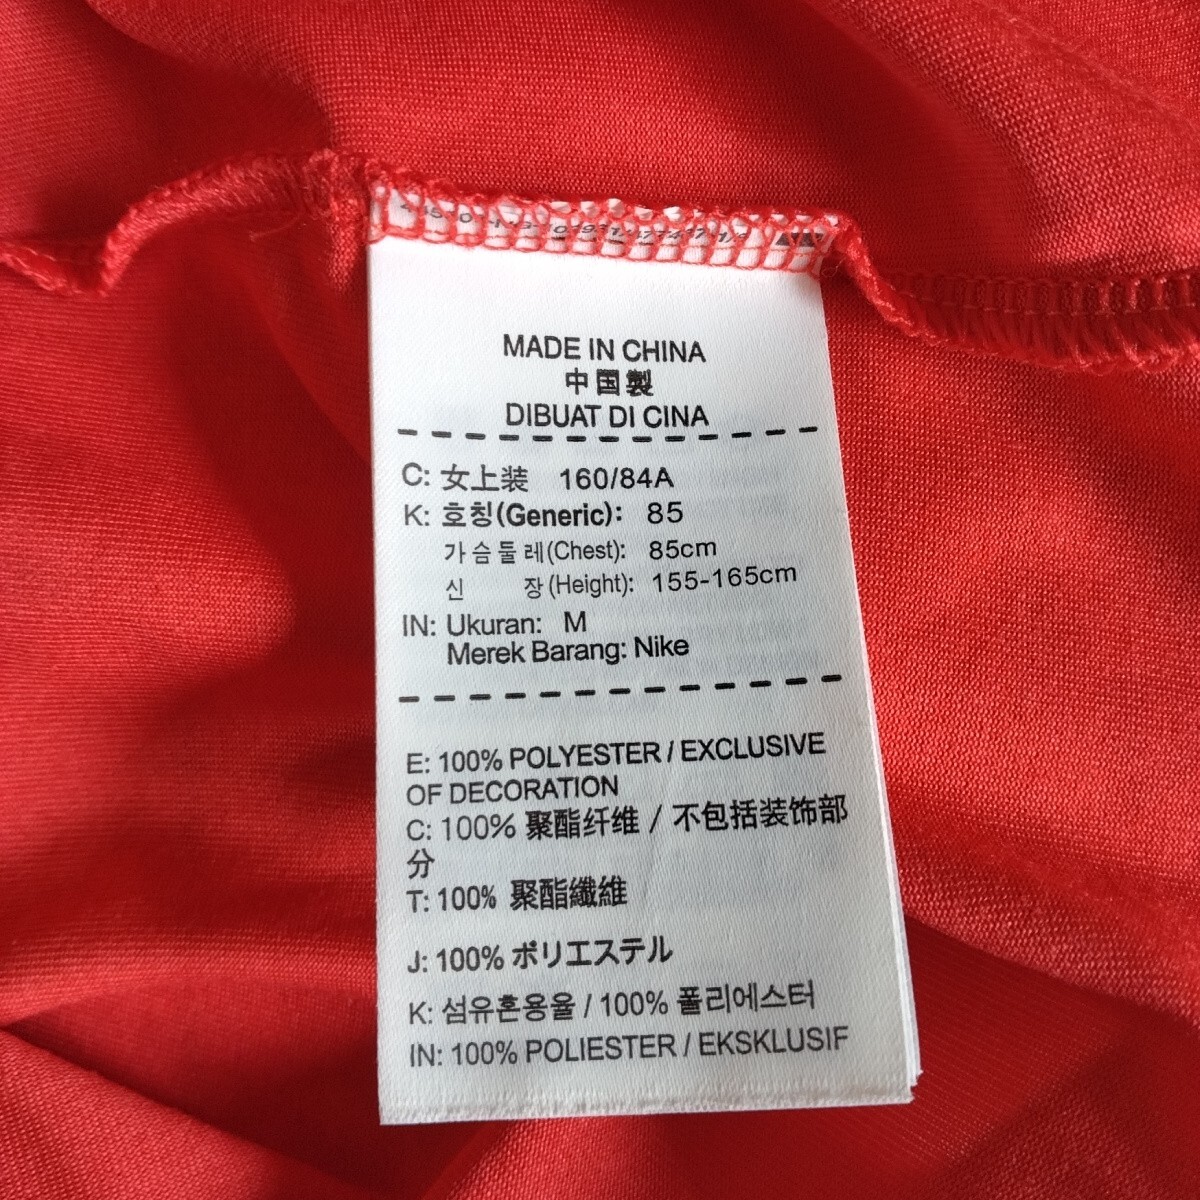 MADE IN CHINA
中国製
DIBUAT DI CINA
C: 女上装 160/84A
K: 호칭(Generic): 85
가슴둘레(Chest): 85cm
신 장(Height): 155-165cm
IN: Ukuran: M
Merek Barang: Nike
E: 100% POLYESTER / EXCLUSIVE
OF DECORATION
C: 100% 聚酯纤维 / 不包括装饰部
分
T: 100% 聚酯纖維
J: 100% ポリエステル
K: 섬유혼용율 / 100% 폴리에스터
IN: 100% POLIESTER / EKSKLUSIF